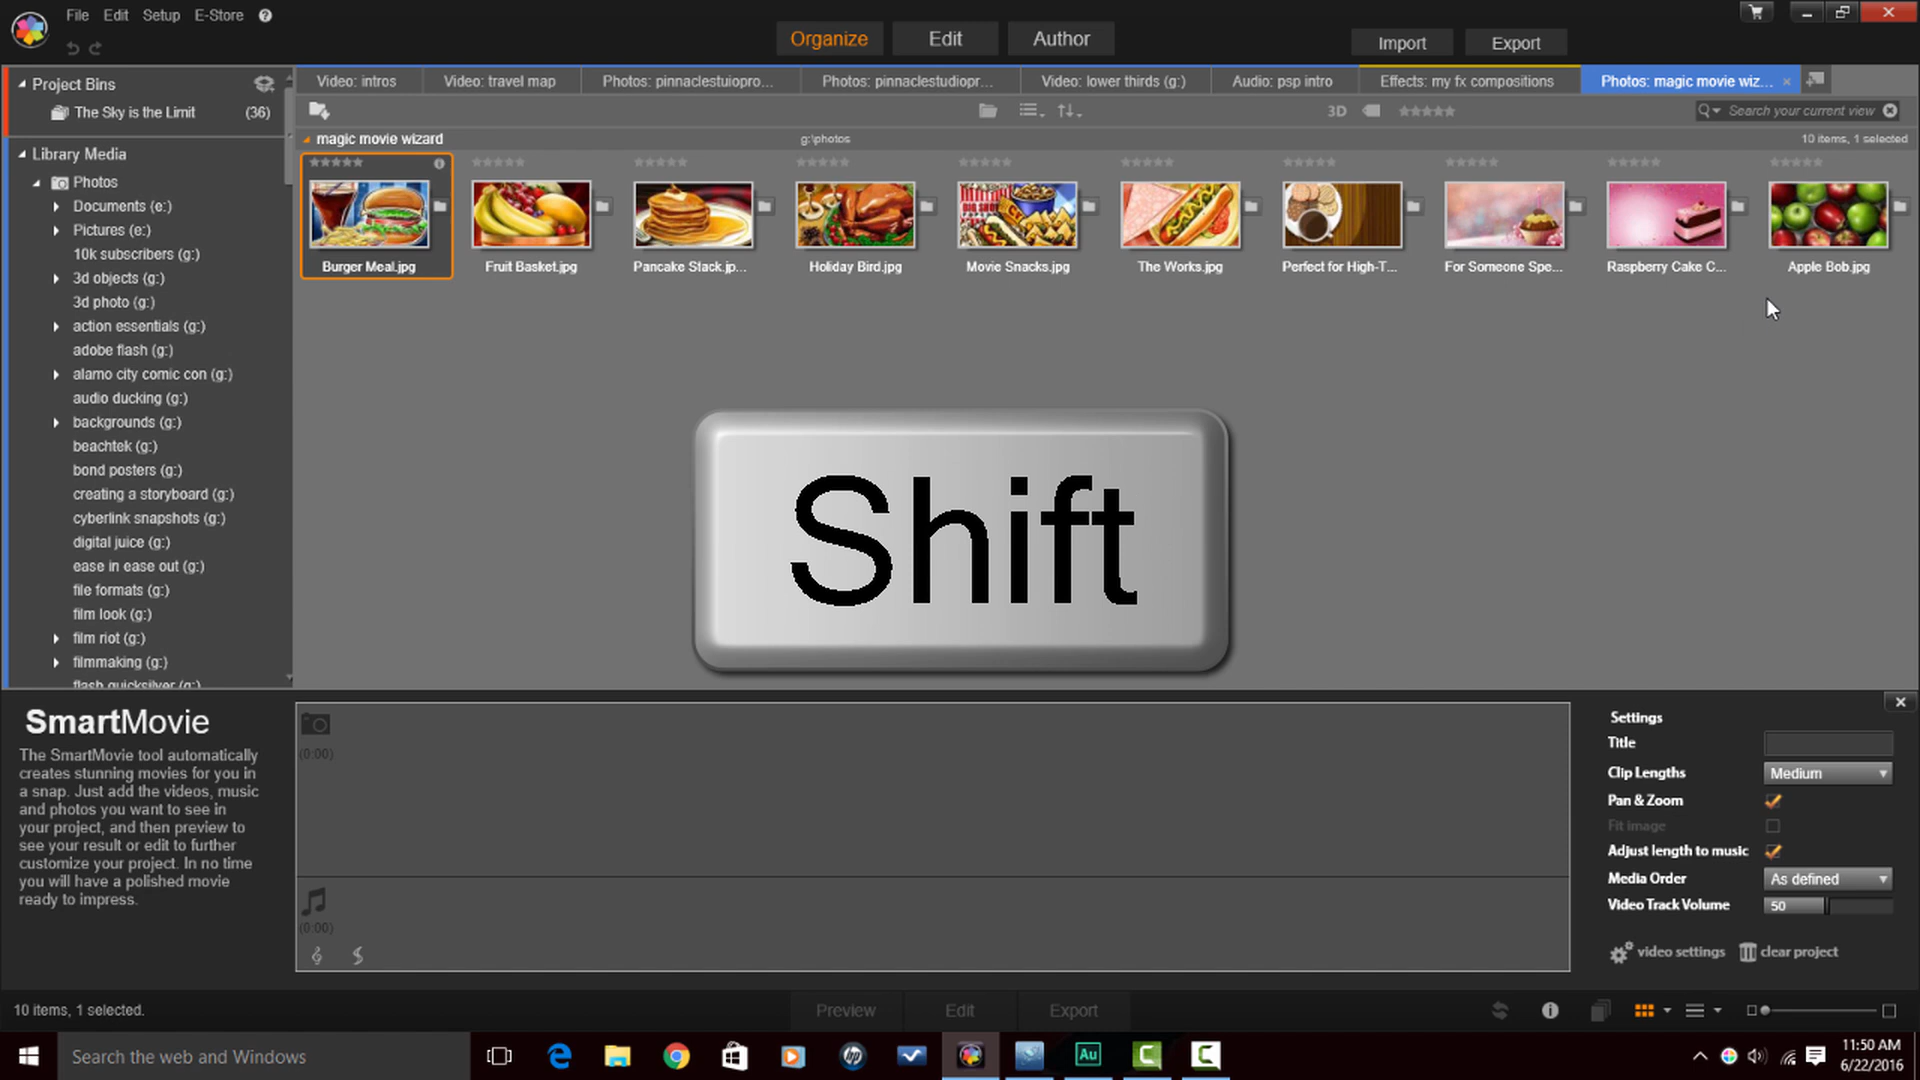 File Edit Setup E-Store ?
Organize Edit Author
Import Export
Project Bins
The Sky is the Limit (36)
Library Media
Photos
Documents (e:)
Pictures (e:)
10k subscribers (g:)
3d objects (g:)
3d photo (g:)
action essentials (g:)
adobe flash (g:)
alamo city comic con (g:)
audio ducking (g:)
backgrounds (g:)
beachtek (g:)
bond posters (g:)
creating a storyboard (g:)
cyberlink snapshots (g:)
digital juice (g:)
ease in ease out (g:)
file formats (g:)
film look (g:)
film riot (g:)
filmmaking (g:)
flash quicksilver (g:)
Video: intros Video: travel map Photos: pinnaclestuiopro... Photos: pinnaclestudiopr... Video: lower thirds (g:) Audio: psp intro Effects: my fx compositions Photos: magic movie wiz... ×
3D Search your current view
magic movie wizard g:\photos 10 items, 1 selected
Burger Meal.jpg Fruit Basket.jpg Pancake Stack.jp... Holiday Bird.jpg Movie Snacks.jpg The Works.jpg Perfect for High-T... For Someone Spe... Raspberry Cake C... Apple Bob.jpg
Shift
SmartMovie
The SmartMovie tool automatically
creates stunning movies for you in
a snap. Just add the videos, music
and photos you want to see in
your project, and then preview to
see your result or edit to further
customize your project. In no time
you will have a polished movie
ready to impress.
(0:00)
(0:00)
Settings
Title
Clip Lengths Medium
Pan & Zoom
Fit image
Adjust length to music
Media Order As defined
Video Track Volume 50
video settings clear project
10 items, 1 selected.
Preview Edit Export
Search the web and Windows
hp
Au
C
C
11:50 AM
6/22/2016